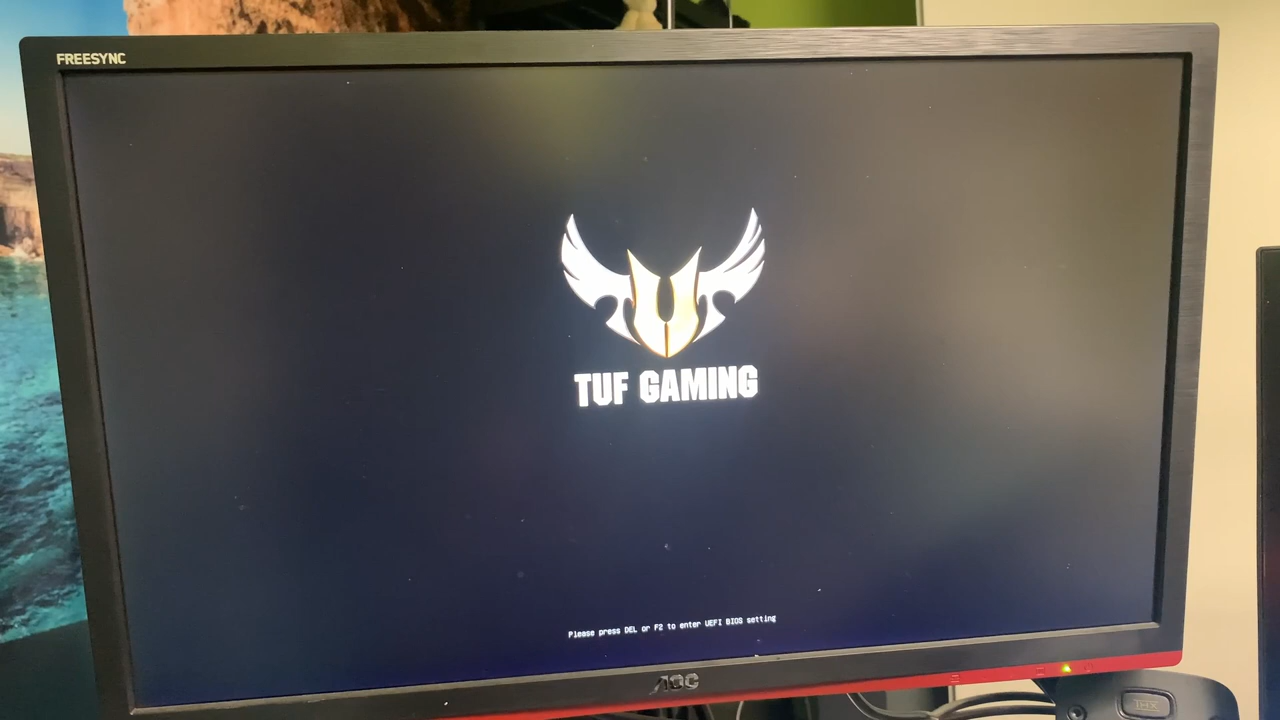 FREESYNC
TUF GAMING
Please press DEL or F2 to enter UEFI BIOS setting
AOC